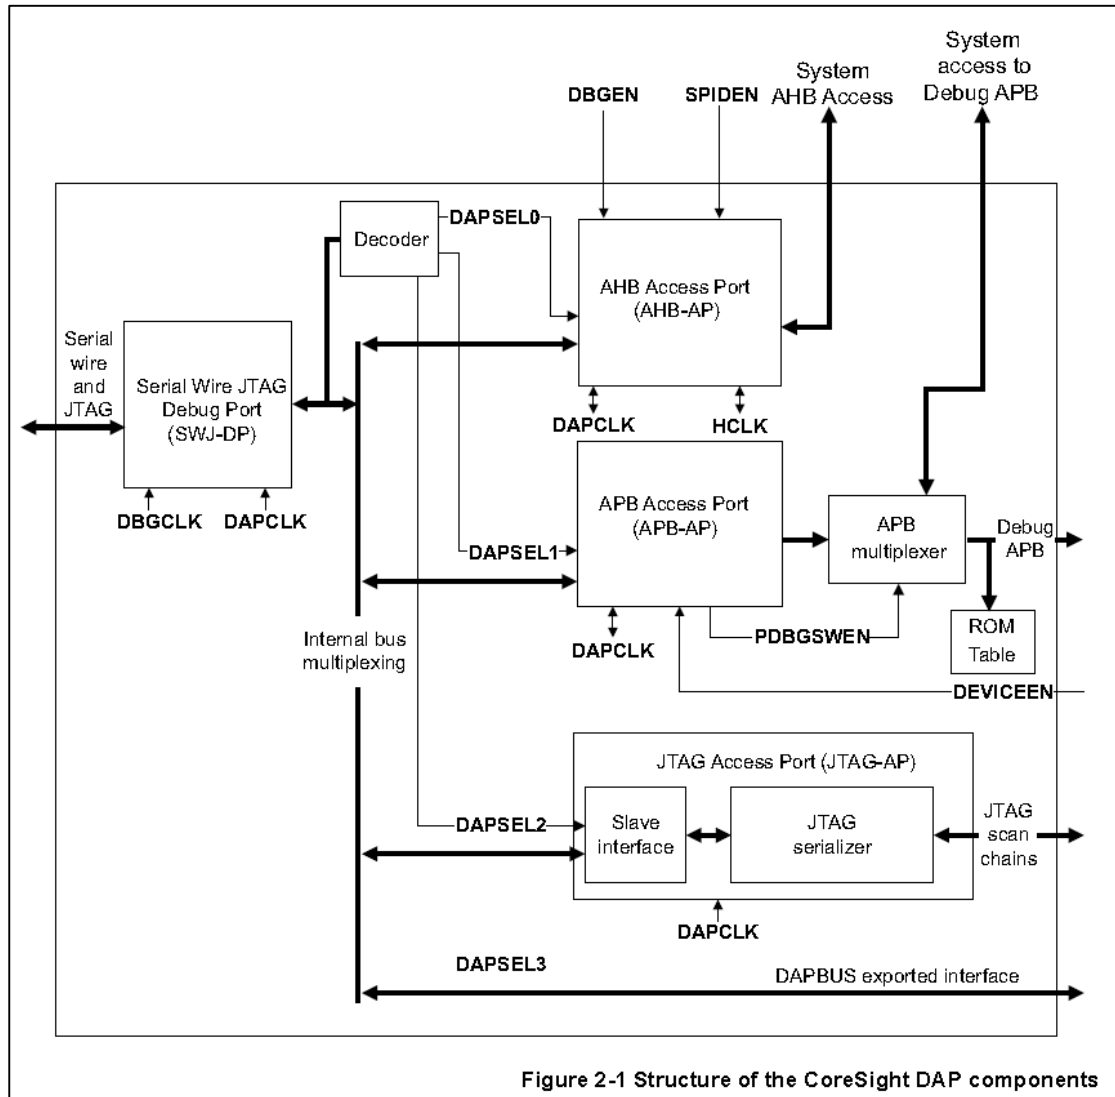 System
access to
Debug APB
System
AHB Access
DBGEN
SPIDEN
Decoder
DAPSEL0
AHB Access Port
(AHB-AP)
Serial
wire
and
JTAG
Serial Wire JTAG
Debug Port
(SWJ-DP)
DAPCLK
HCLK
DBGCLK
DAPCLK
APB Access Port
(APB-AP)
APB
multiplexer
Debug
APB
DAPSEL1
DAPCLK
PDBGSWEN
ROM
Table
Internal bus
multiplexing
DEVICEEN
JTAG Access Port (JTAG-AP)
DAPSEL2
Slave
interface
JTAG
serializer
JTAG
scan
chains
DAPCLK
DAPSEL3
DAPBUS exported interface
Figure 2-1 Structure of the CoreSight DAP components